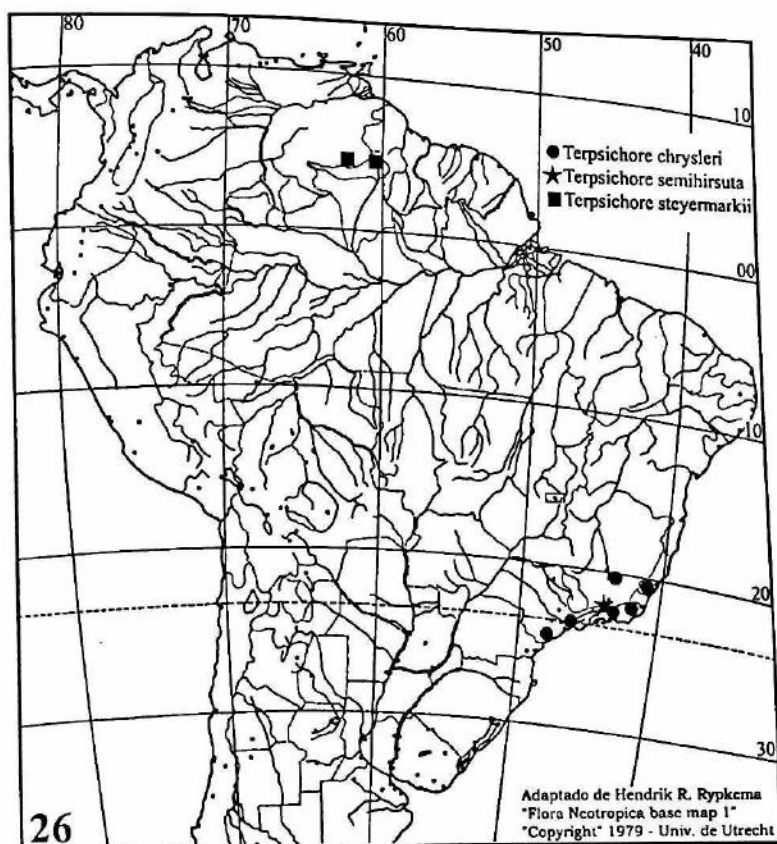 80
70
60
50
40
10
● Terpsichore chrysleri
★ Terpsichore semihirsuta
■ Terpsichore steyermarkii
00
10
20
30
Adaptado de Hendrik R. Rypkema
"Flora Neotropica base map 1"
"Copyright" 1979 - Univ. de Utrecht
26